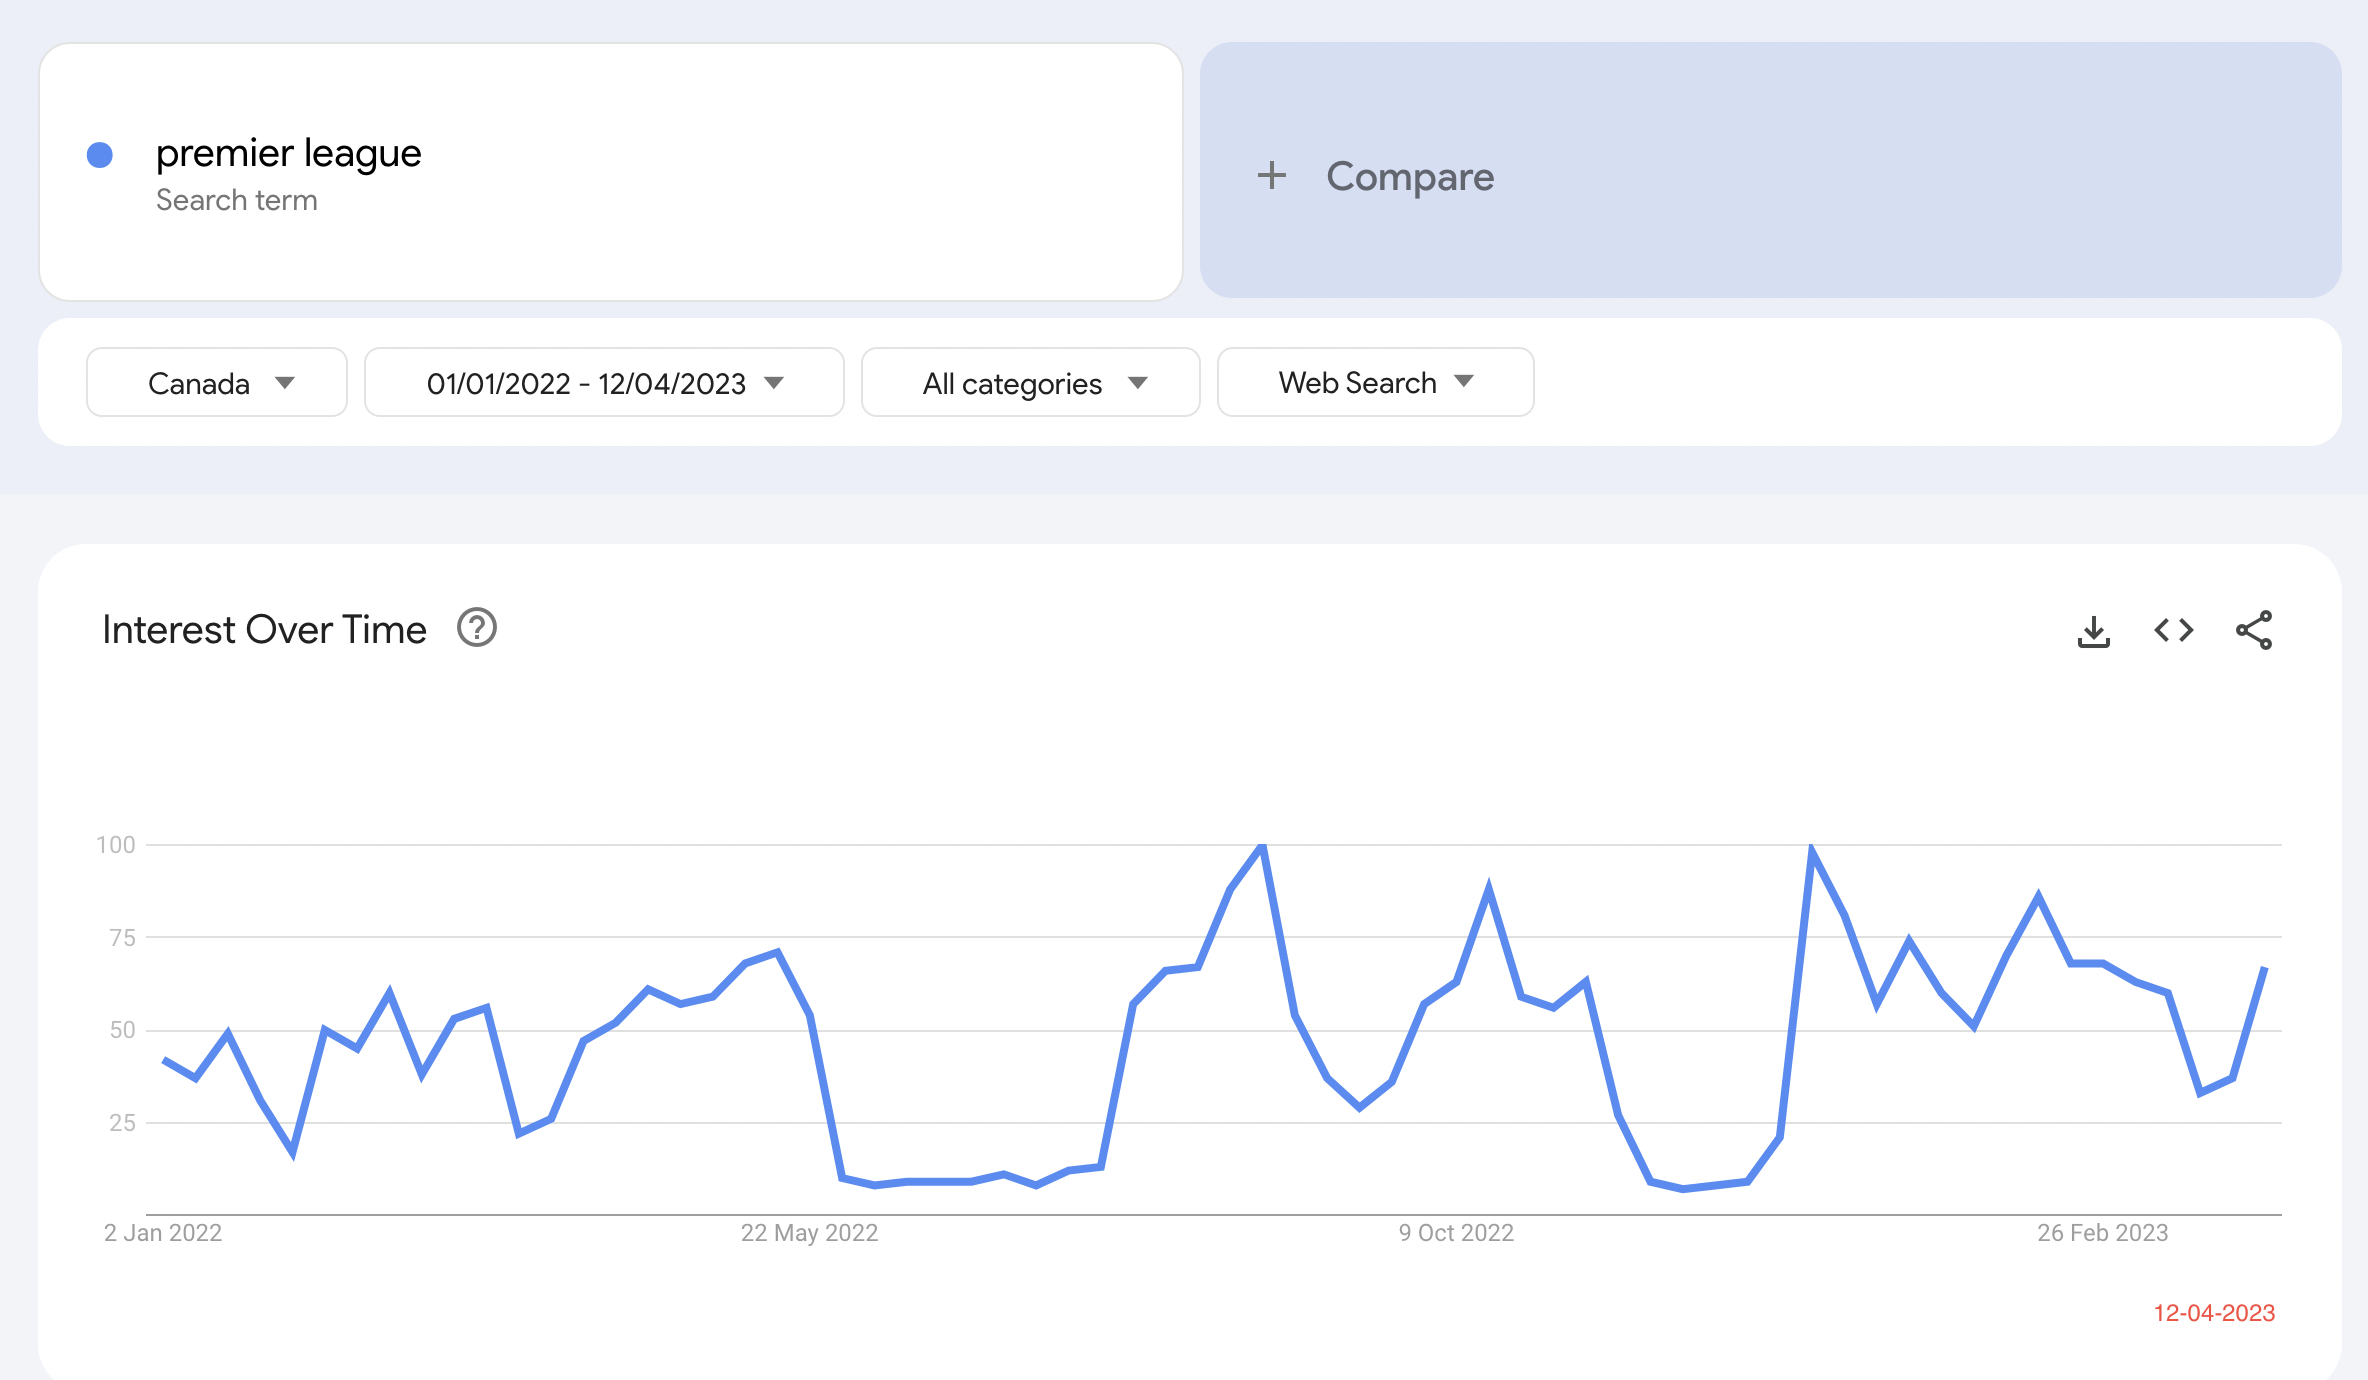 premier league
Search term
+ Compare
Canada
01/01/2022 - 12/04/2023
All categories
Web Search
Interest Over Time
?
100
75
50
25
2 Jan 2022
22 May 2022
9 Oct 2022
26 Feb 2023
12-04-2023